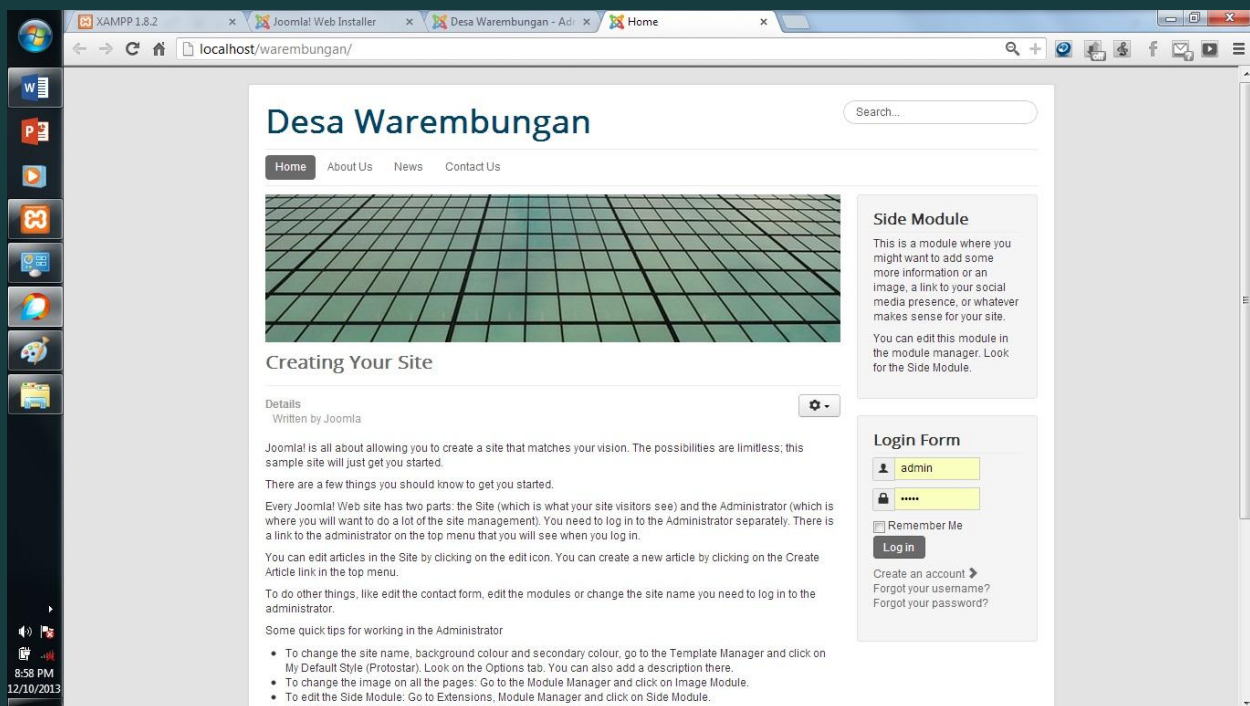 XAMPP 1.8.2
Joomla! Web Installer
Desa Warembungan - Adr
Home
localhost/warembungan/
Desa Warembungan
Search...
Home About Us News Contact Us
Creating Your Site
Details
Written by Joomla
Joomla! is all about allowing you to create a site that matches your vision. The possibilities are limitless; this
sample site will just get you started.
There are a few things you should know to get you started.
Every Joomla! Web site has two parts: the Site (which is what your site visitors see) and the Administrator (which is
where you will want to do a lot of the site management). You need to log in to the Administrator separately. There is
a link to the administrator on the top menu that you will see when you log in.
You can edit articles in the Site by clicking on the edit icon. You can create a new article by clicking on the Create
Article link in the top menu.
To do other things, like edit the contact form, edit the modules or change the site name you need to log in to the
administrator.
Some quick tips for working in the Administrator
• To change the site name, background colour and secondary colour, go to the Template Manager and click on
My Default Style (Protostar). Look on the Options tab. You can also add a description there.
• To change the image on all the pages: Go to the Module Manager and click on Image Module.
• To edit the Side Module: Go to Extensions, Module Manager and click on Side Module.
Side Module
This is a module where you
might want to add some
more information or an
image, a link to your social
media presence, or whatever
makes sense for your site.
You can edit this module in
the module manager. Look
for the Side Module.
Login Form
admin
•••••
Remember Me
Log in
Create an account
Forgot your username?
Forgot your password?
8:58 PM
12/10/2013